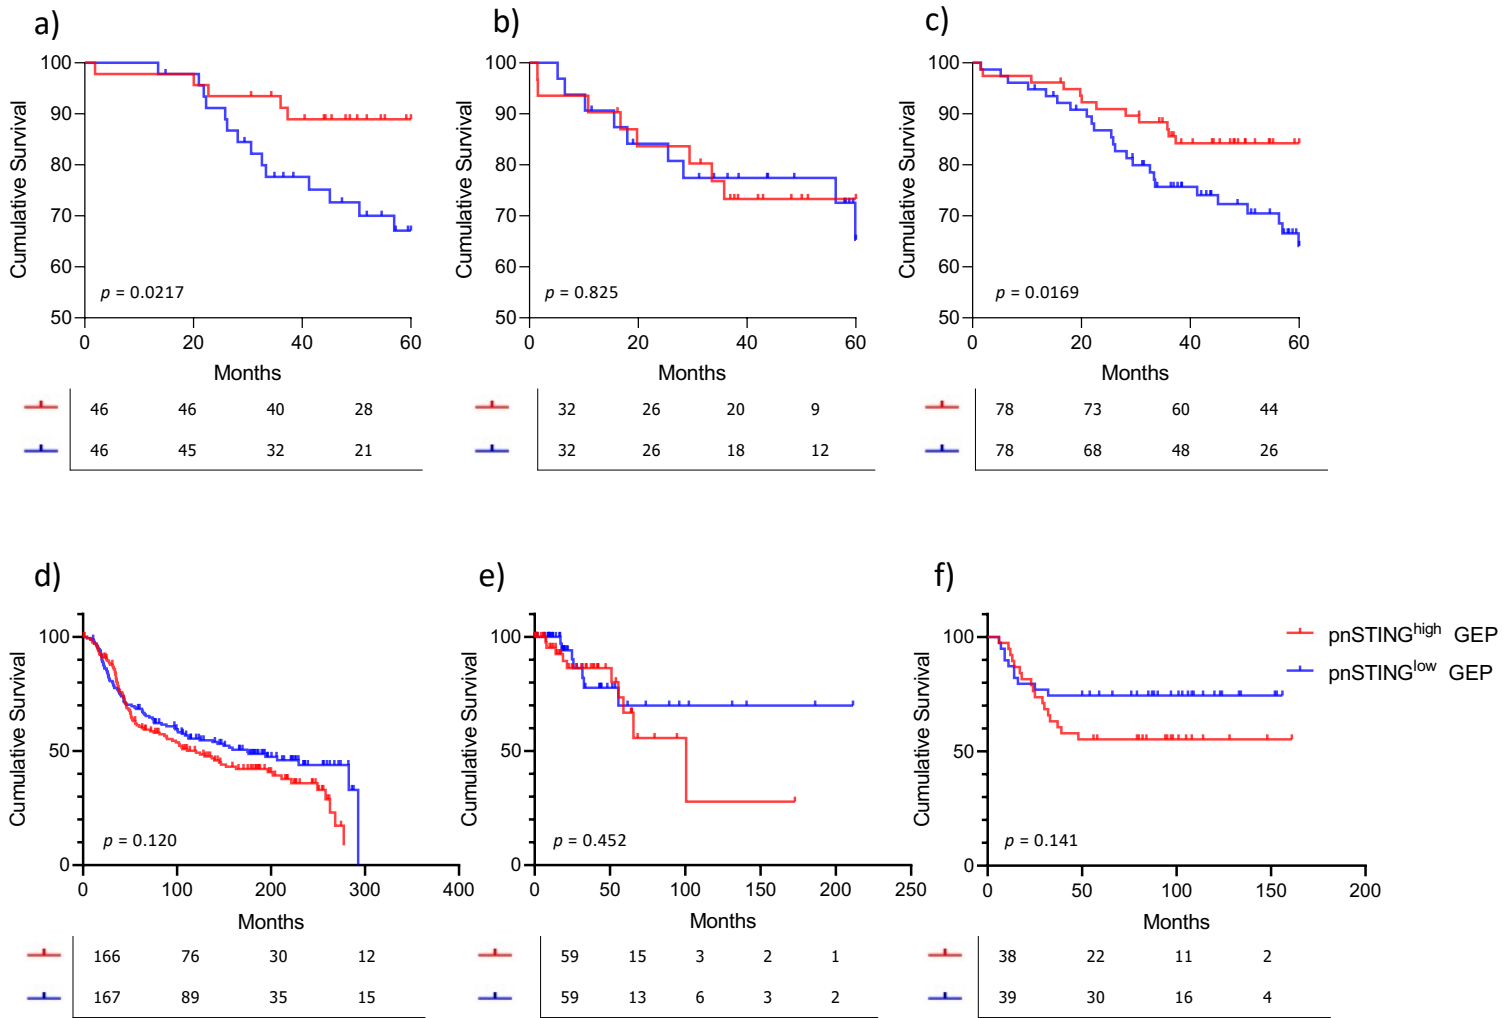 a)
Cumulative Survival
100
90
80
70
60
50
p = 0.0217
0 20 40 60
Months
46 46 40 28
46 45 32 21
b)
Cumulative Survival
100
90
80
70
60
50
p = 0.825
0 20 40 60
Months
32 26 20 9
32 26 18 12
c)
Cumulative Survival
100
90
80
70
60
50
p = 0.0169
0 20 40 60
Months
78 73 60 44
78 68 48 26
d)
Cumulative Survival
100
50
0
p = 0.120
0 100 200 300 400
Months
166 76 30 12
167 89 35 15
e)
Cumulative Survival
100
50
0
p = 0.452
0 50 100 150 200 250
Months
59 15 3 2 1
59 13 6 3 2
f)
Cumulative Survival
100
50
0
p = 0.141
0 50 100 150 200
Months
38 22 11 2
39 30 16 4
pnSTINGhigh GEP
pnSTINGlow GEP